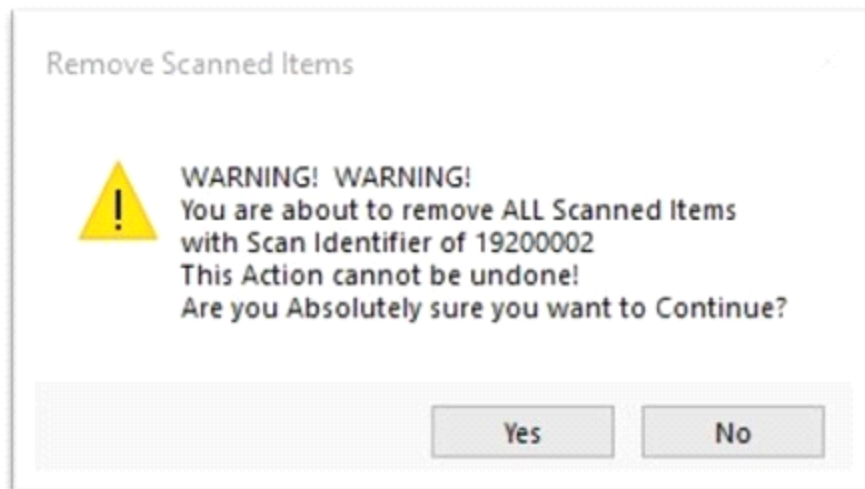 Remove Scanned Items
WARNING!  WARNING!
You are about to remove ALL Scanned Items
with Scan Identifier of 19200002
This Action cannot be undone!
Are you Absolutely sure you want to Continue?
Yes
No